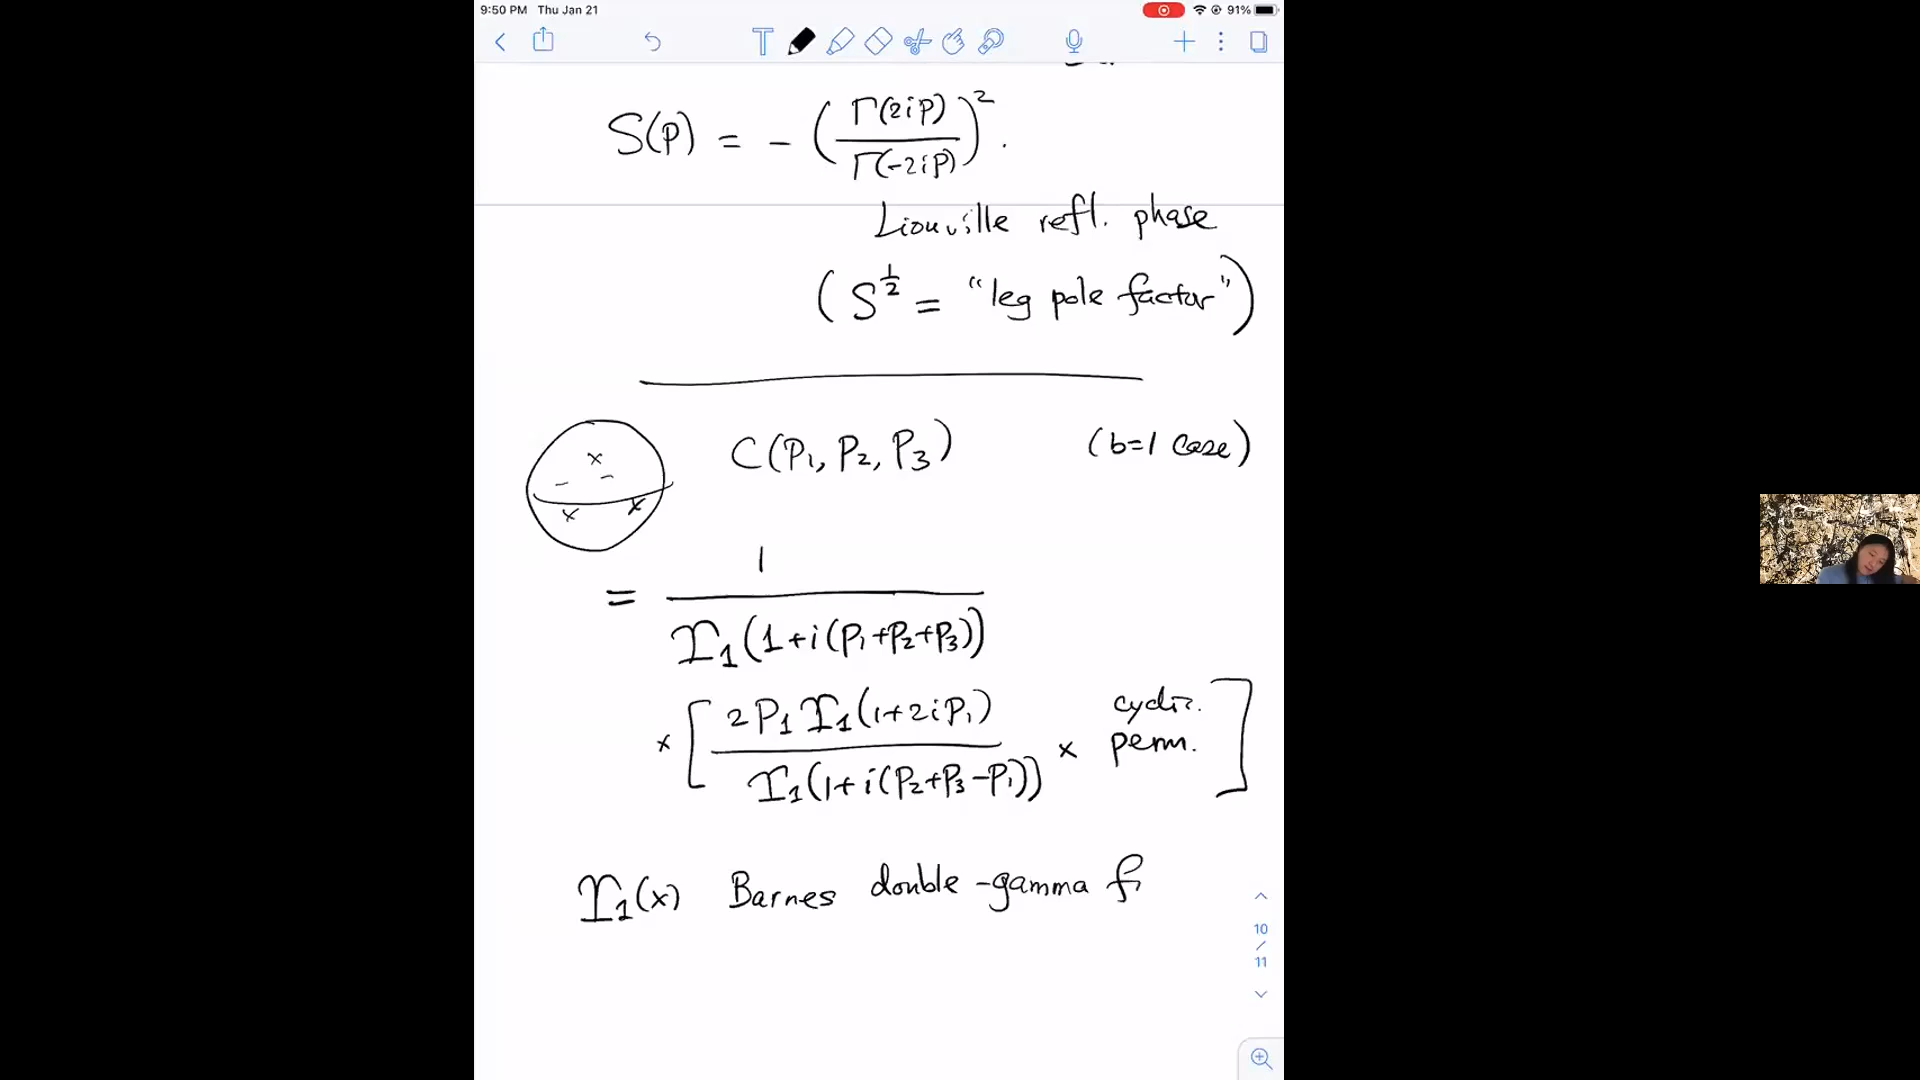 9:50 PM Thu Jan 21
91%
S(P) = - ( Γ(2iP) / Γ(-2iP) )².
Liouville refl. phase
( S^{1/2} = "leg pole factor" )
C(P₁, P₂, P₃) (b=1 case)
= 1 / Υ₁(1+i(P₁+P₂+P₃))
× [ 2P₁ Υ₁(1+2iP₁) / Υ₁(1+i(P₂+P₃-P₁)) × cyclic. perm. ]
Υ₁(x) Barnes double-gamma f
10
/
11